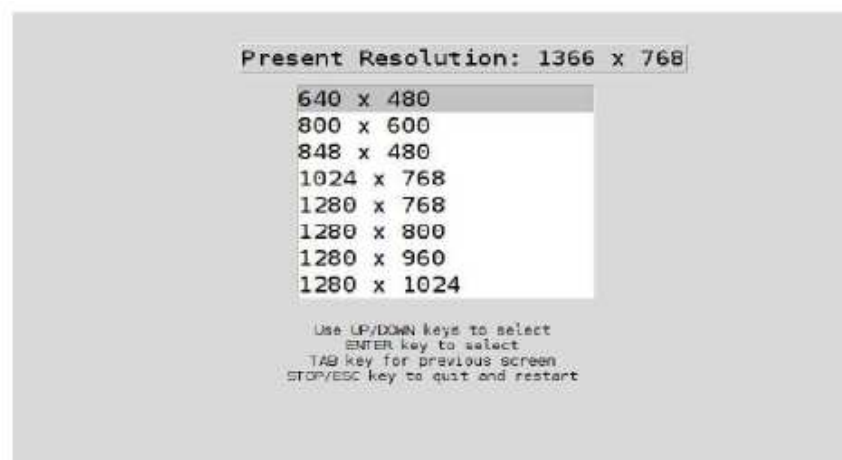 Present Resolution: 1366 x 768
640 x 480
800 x 600
848 x 480
1024 x 768
1280 x 768
1280 x 800
1280 x 960
1280 x 1024
Use UP/DOWN keys to select
ENTER key to select
TAB key for previous screen
STOP/ESC key to quit and restart